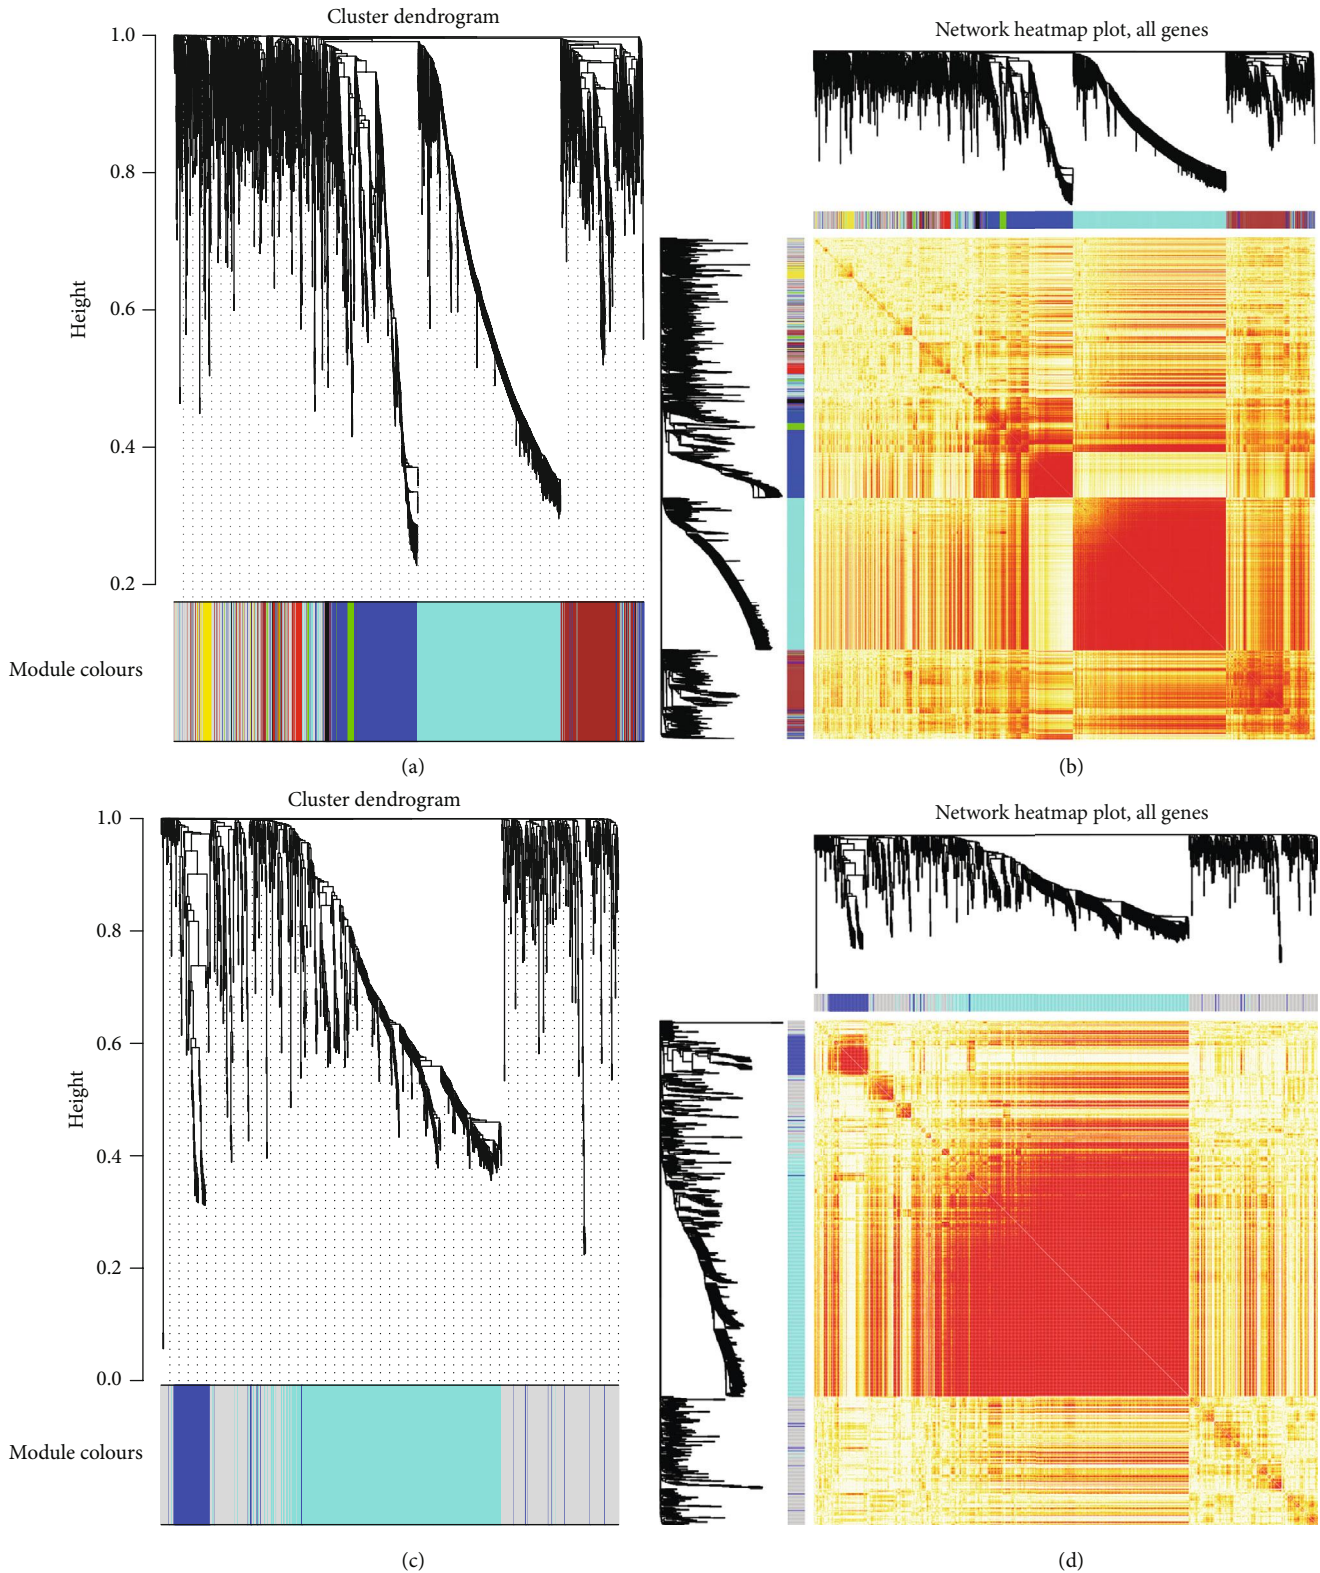 Cluster dendrogram
1.0
0.8
0.6
0.4
0.2
Height
Module colours
(a)
Network heatmap plot, all genes
(b)
Cluster dendrogram
1.0
0.8
0.6
0.4
0.2
0.0
Height
Module colours
(c)
Network heatmap plot, all genes
(d)